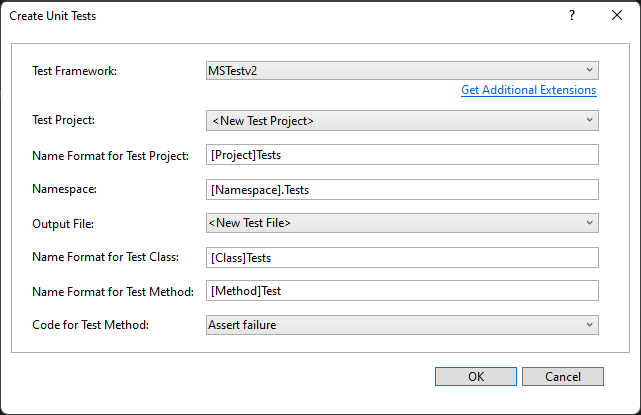 Create Unit Tests
?
Test Framework: MSTestv2
Get Additional Extensions
Test Project: <New Test Project>
Name Format for Test Project: [Project]Tests
Namespace: [Namespace].Tests
Output File: <New Test File>
Name Format for Test Class: [Class]Tests
Name Format for Test Method: [Method]Test
Code for Test Method: Assert failure
OK Cancel